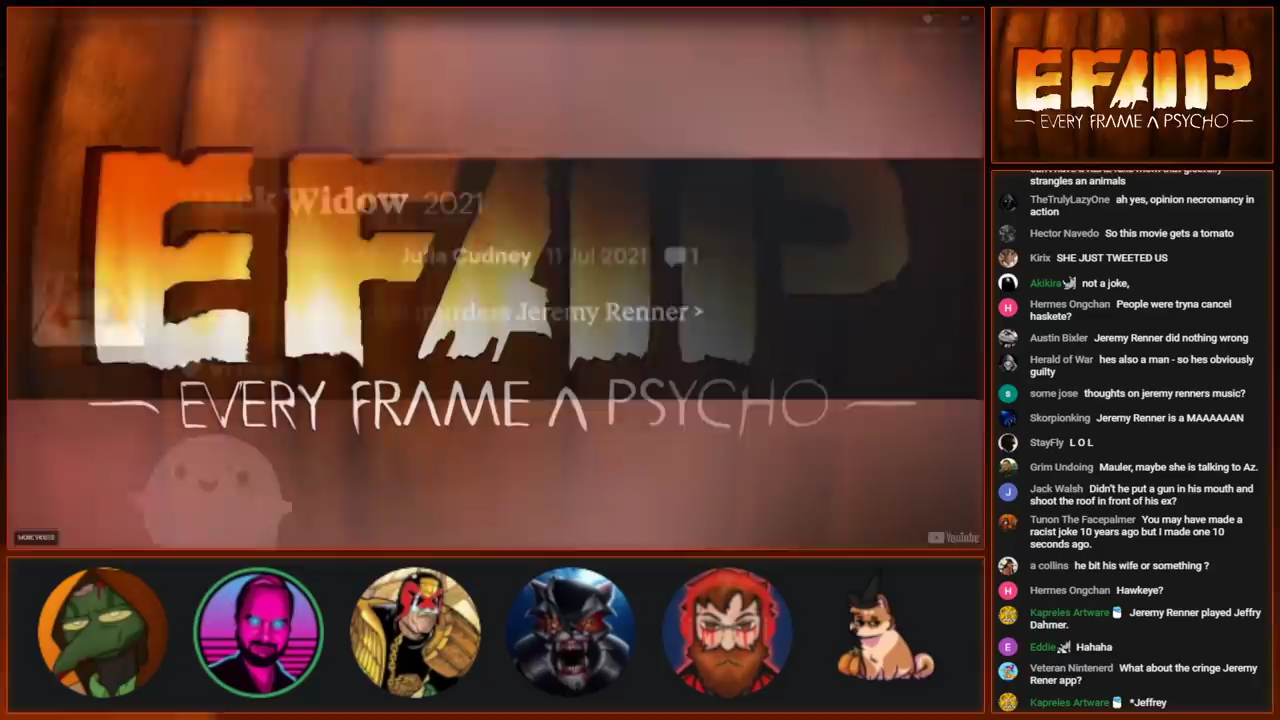 Widow 2021
Julia Cudney 11 Jul 2021 1
murders Jeremy Renner >
EFAP
EVERY FRAME A PSYCHO
YouTube
EFAP
EVERY FRAME A PSYCHO
strangles an animals
TheTrulyLazyOne ah yes, opinion necromancy in
action
Hector Navedo So this movie gets a tomato
Kirix SHE JUST TWEETED US
Akikira not a joke,
Hermes Ongchan People were tryna cancel
haskete?
Austin Bixler Jeremy Renner did nothing wrong
Herald of War hes also a man - so hes obviously
guilty
some jose thoughts on jeremy renners music?
Skorpionking Jeremy Renner is a MAAAAAAN
StayFly L O L
Grim Undoing Mauler, maybe she is talking to Az.
Jack Walsh Didn't he put a gun in his mouth and
shoot the roof in front of his ex?
Tunon The Facepalmer You may have made a
racist joke 10 years ago but I made one 10
seconds ago.
a collins he bit his wife or something ?
Hermes Ongchan Hawkeye?
Kapreles Artware Jeremy Renner played Jeffry
Dahmer.
Eddie Hahaha
Veteran Nintenerd What about the cringe Jeremy
Rener app?
Kapreles Artware *Jeffrey